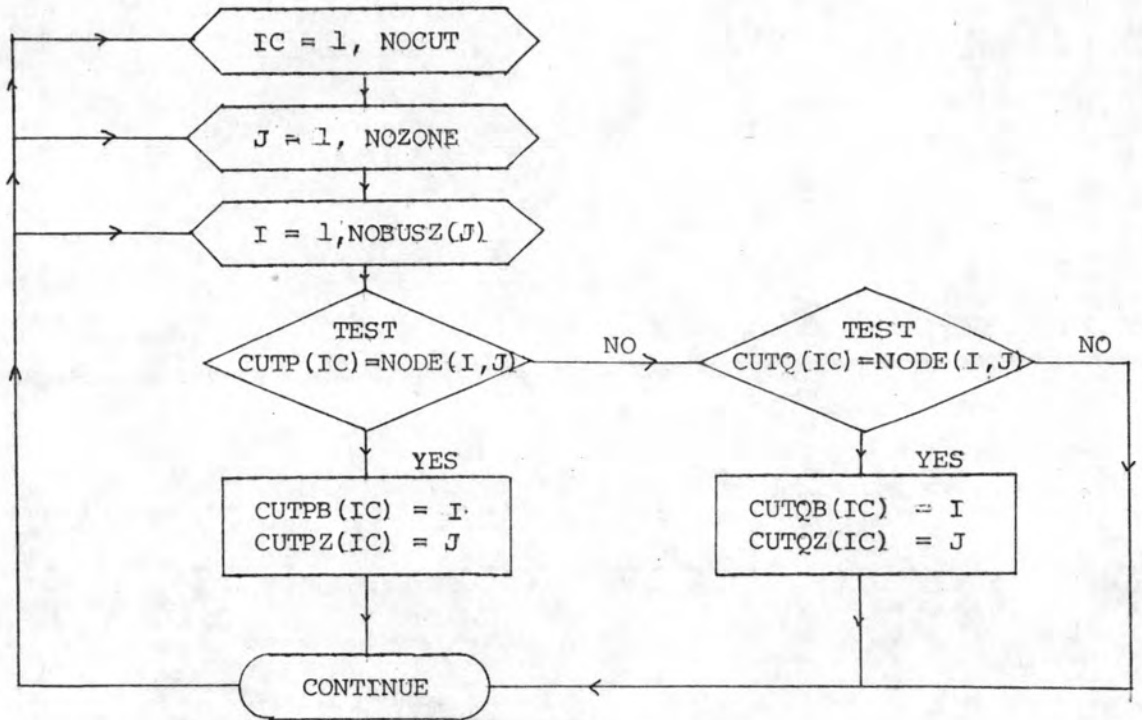 IC = 1, NOCUT
J = 1, NOZONE
I = 1,NOBUSZ(J)
TEST
CUTP(IC)=NODE(I,J)
NO
TEST
CUTQ(IC)=NODE(I,J)
NO
YES
CUTPB(IC) = I
CUTPZ(IC) = J
YES
CUTQB(IC) = I
CUTQZ(IC) = J
CONTINUE